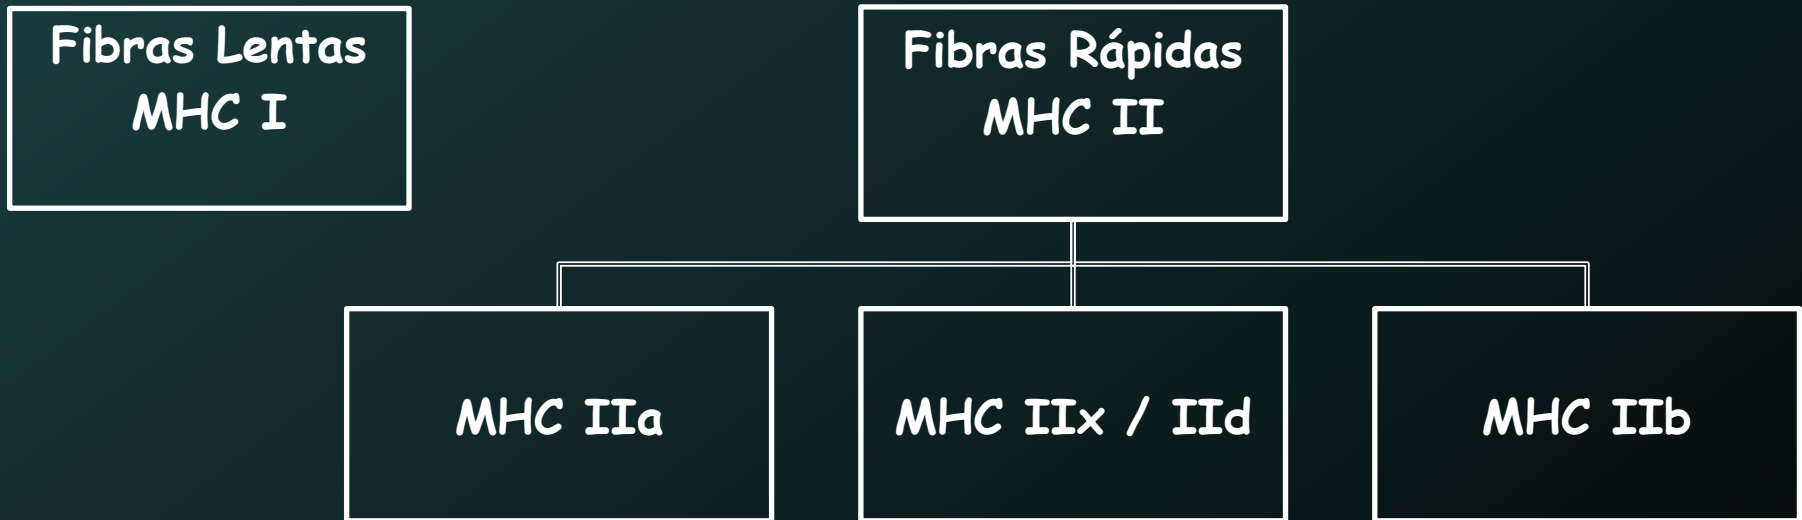 Fibras Lentas
MHC I
Fibras Rápidas
MHC II
MHC IIa
MHC IIx / IId
MHC IIb